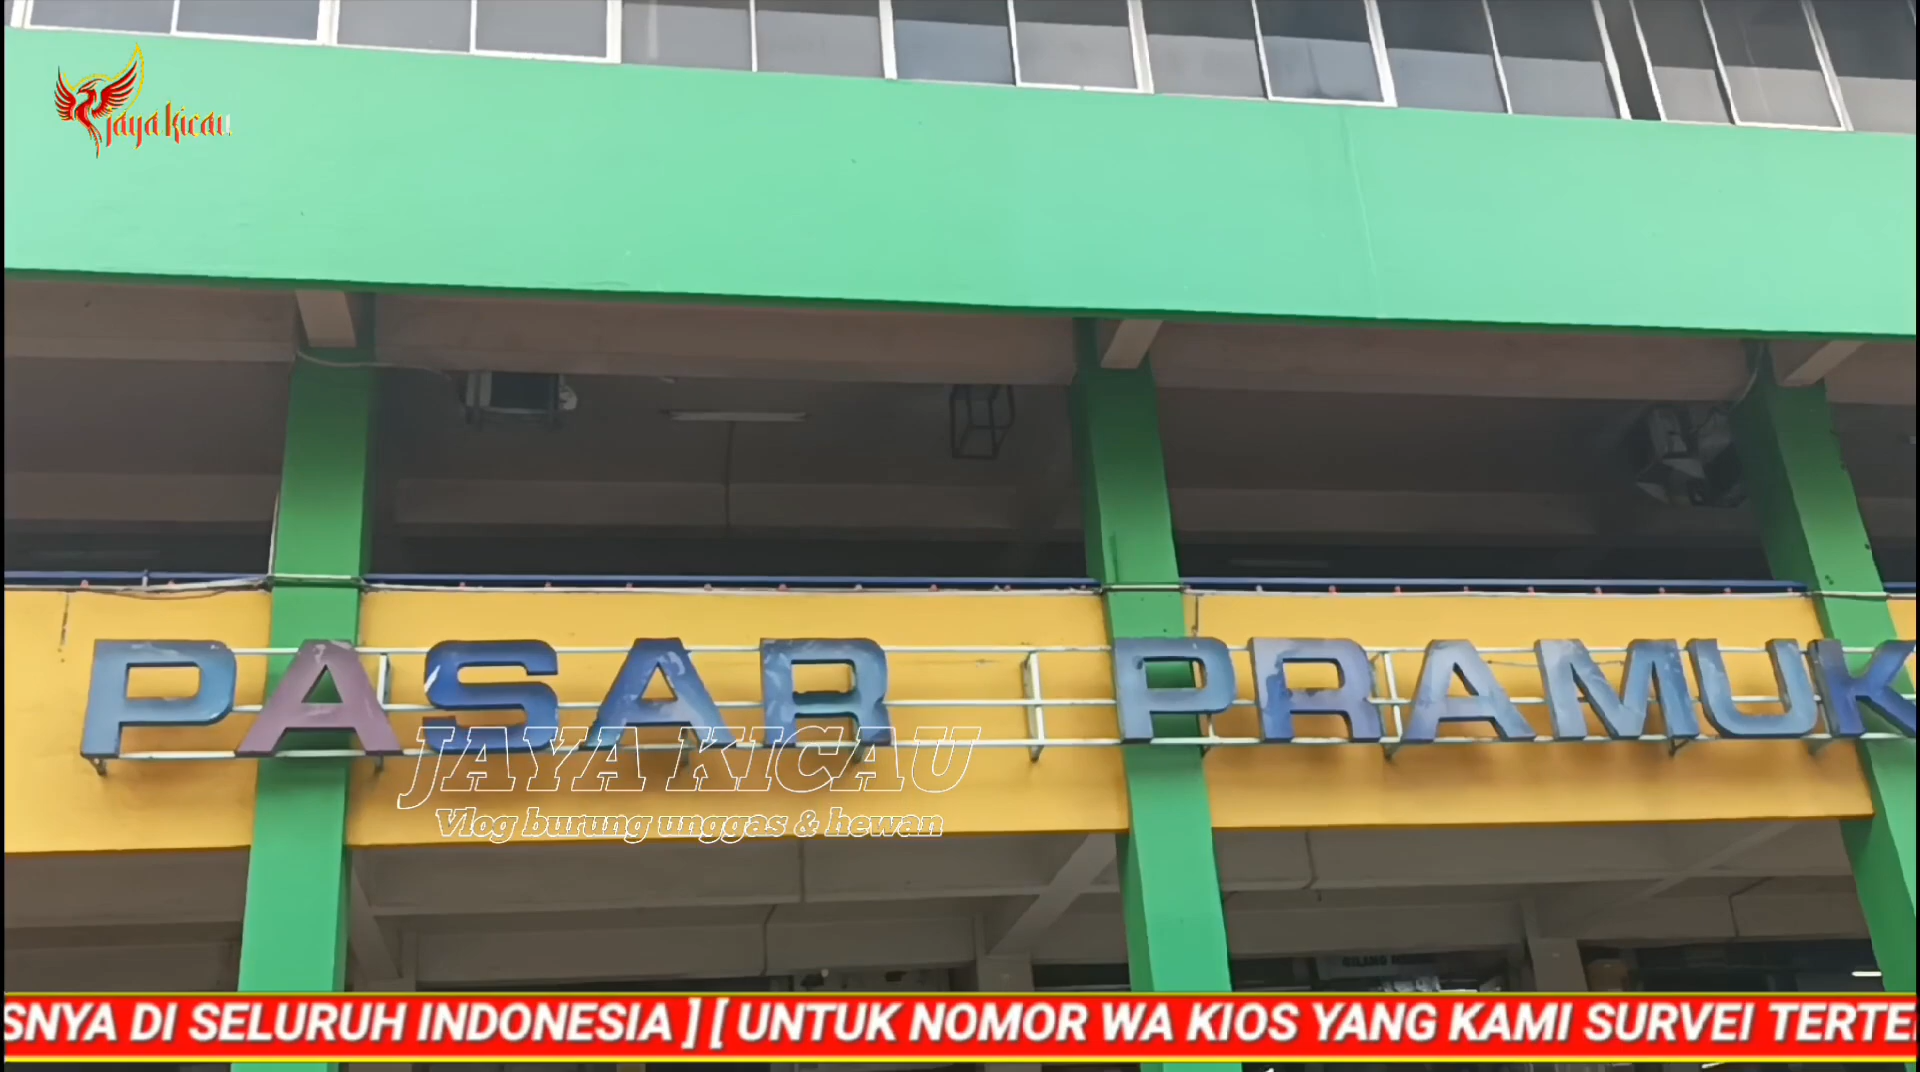 Jaya Kicau
PASAR PRAMUK
JAYA KICAU
Vlog burung unggas & hewan
SNYA DI SELURUH INDONESIA ] [ UNTUK NOMOR WA KIOS YANG KAMI SURVEI TERTE